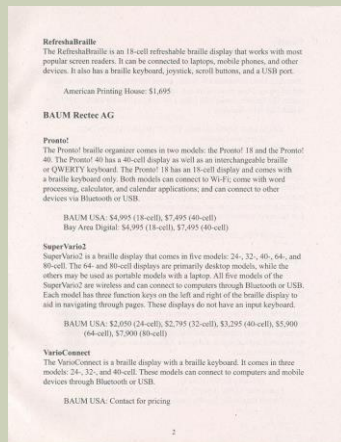 RefreshaBraille
The RefreshaBraille is an 18-cell refreshable braille display that works with most
popular screen readers. It can be connected to laptops, mobile phones, and other
devices. It also has a braille keyboard, joystick, scroll buttons, and a USB port.
American Printing House: $1,695
BAUM Rectec AG
Pronto!
The Pronto! braille organizer comes in two models: the Pronto! 18 and the Pronto!
40. The Pronto! 40 has a 40-cell display as well as an interchangeable braille
or QWERTY keyboard. The Pronto! 18 has an 18-cell display and comes with
a braille keyboard only. Both models can connect to Wi-Fi; come with word
processing, calculator, and calendar applications; and can connect to other
devices via Bluetooth or USB.
BAUM USA: $4,995 (18-cell), $7,495 (40-cell)
Bay Area Digital: $4,995 (18-cell), $7,495 (40-cell)
SuperVario2
SuperVario2 is a braille display that comes in five models: 24-, 32-, 40-, 64-, and
80-cell. The 64- and 80-cell displays are primarily desktop models, while the
others may be used as portable models with a laptop. All five models of the
SuperVario2 are wireless and can connect to computers through Bluetooth or USB.
Each model has three function keys on the left and right of the braille display to
aid in navigating through pages. These displays do not have an input keyboard.
BAUM USA: $2,050 (24-cell), $2,795 (32-cell), $3,295 (40-cell), $5,900
(64-cell), $7,900 (80-cell)
VarioConnect
The VarioConnect is a braille display with a braille keyboard. It comes in three
models: 24-, 32-, and 40-cell. These models can connect to computers and mobile
devices through Bluetooth or USB.
BAUM USA: Contact for pricing
2